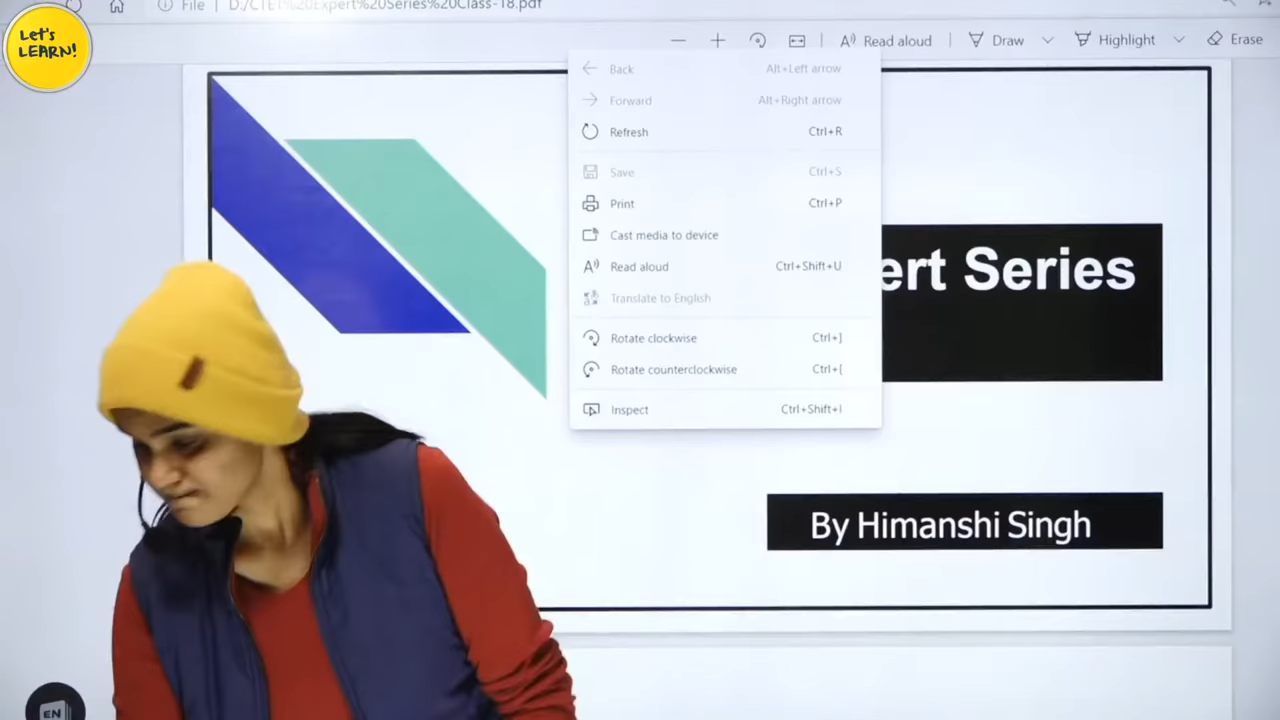 Let's
LEARN!
File | D:/CTET%20Expert%20Series%20Class-18.pdf
Read aloud
Draw
Highlight
Erase
Back Alt+Left arrow
Forward Alt+Right arrow
Refresh Ctrl+R
Save Ctrl+S
Print Ctrl+P
Cast media to device
Read aloud Ctrl+Shift+U
Translate to English
Rotate clockwise Ctrl+]
Rotate counterclockwise Ctrl+[
Inspect Ctrl+Shift+I
ert Series
By Himanshi Singh
EN